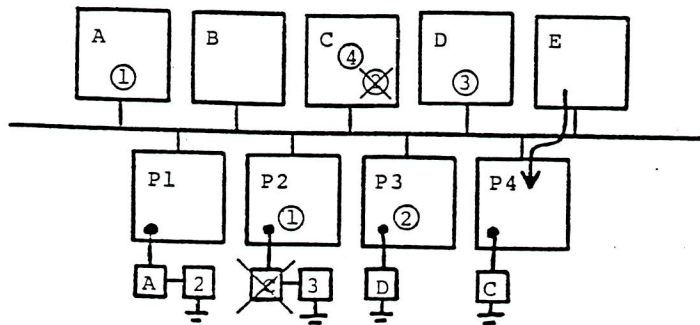 A B C D E
① ④ ② ③
P1 P2 P3 P4
① ②
A 2 C 3 D C